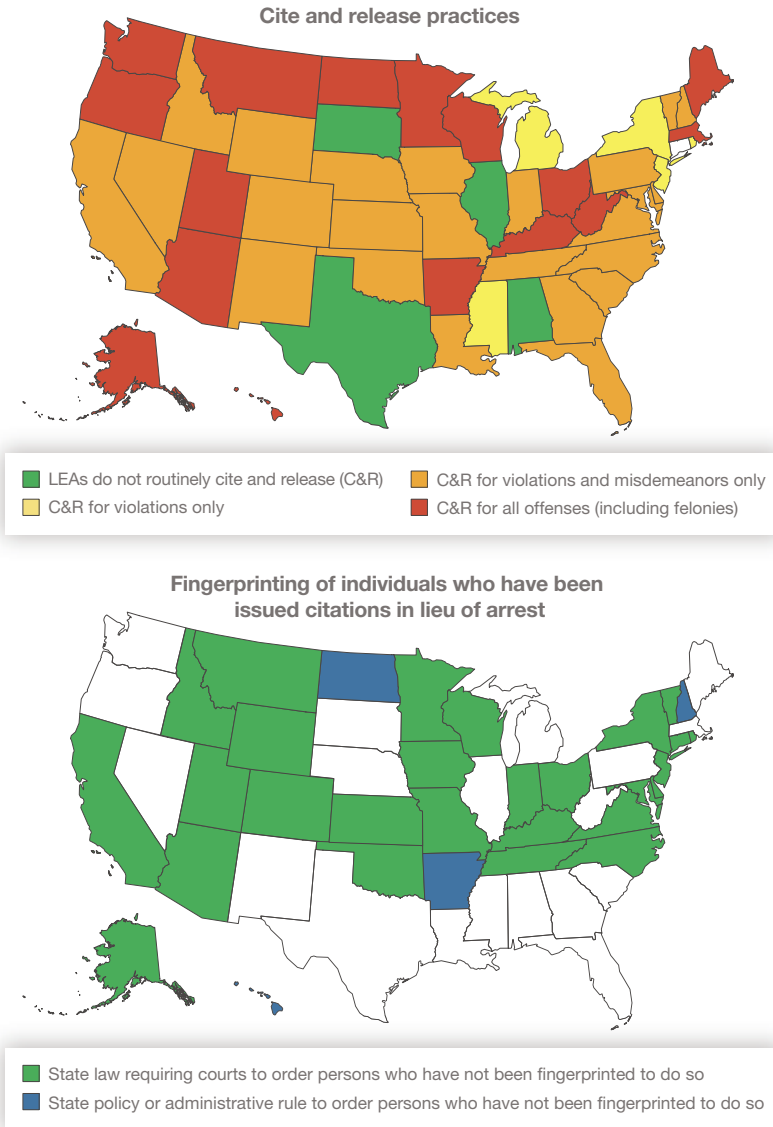 Cite and release practices
LEAs do not routinely cite and release (C&R)
C&R for violations and misdemeanors only
C&R for violations only
C&R for all offenses (including felonies)
Fingerprinting of individuals who have been
issued citations in lieu of arrest
State law requiring courts to order persons who have not been fingerprinted to do so
State policy or administrative rule to order persons who have not been fingerprinted to do so